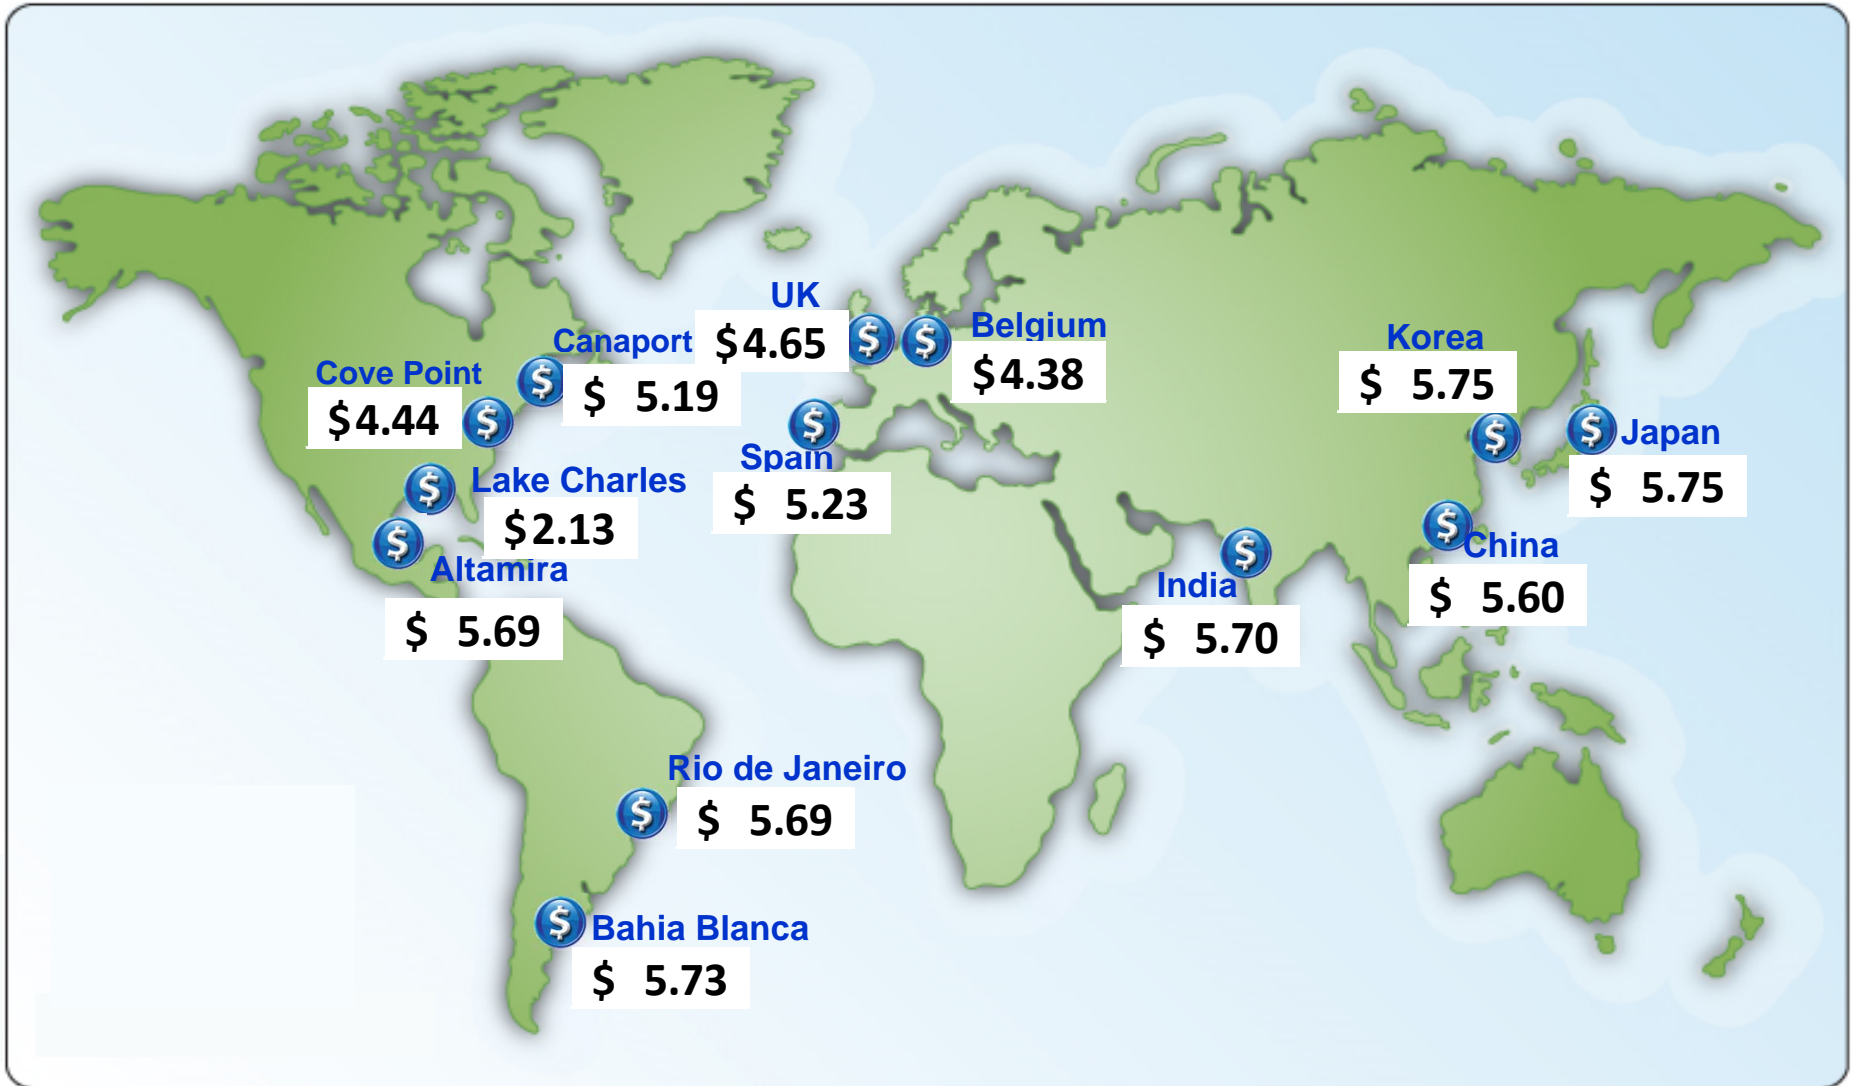 UK
$4.65
Belgium
$4.38
Canaport
$ 5.19
Cove Point
$4.44
Korea
$ 5.75
Japan
$ 5.75
Spain
$ 5.23
Lake Charles
$2.13
China
$ 5.60
Altamira
$ 5.69
India
$ 5.70
Rio de Janeiro
$ 5.69
Bahia Blanca
$ 5.73